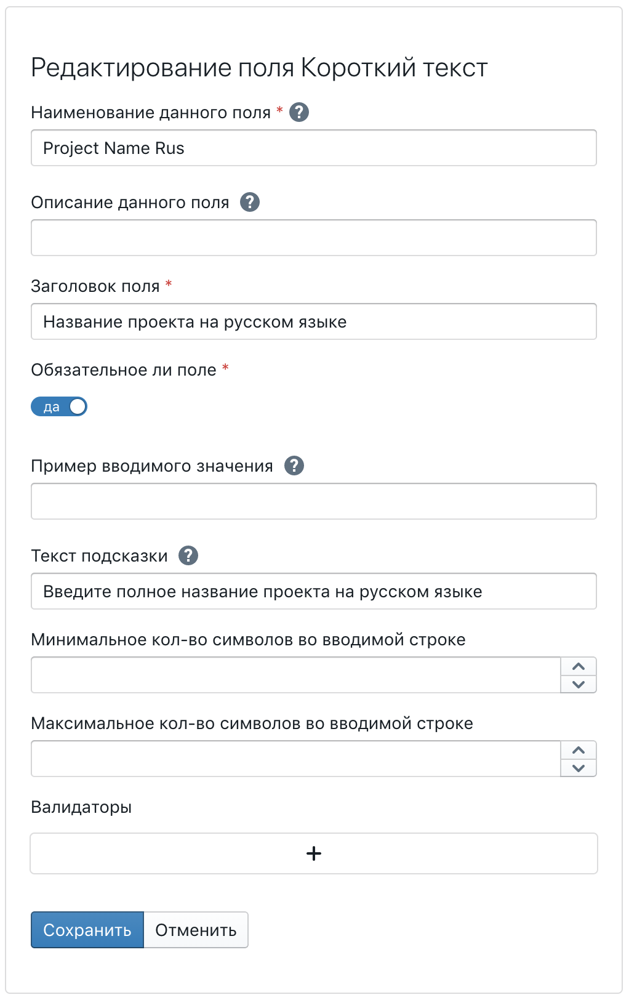 Редактирование поля Короткий текст
Наименование данного поля * ?
Project Name Rus
Описание данного поля ?
Заголовок поля *
Название проекта на русском языке
Обязательное ли поле *
да
Пример вводимого значения ?
Текст подсказки ?
Введите полное название проекта на русском языке
Минимальное кол-во символов во вводимой строке
Максимальное кол-во символов во вводимой строке
Валидаторы
+
Сохранить Отменить